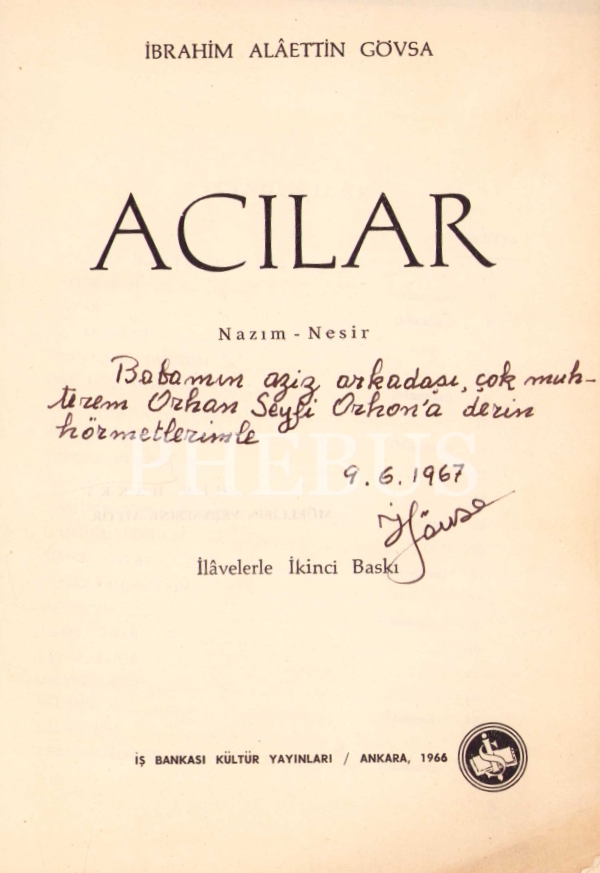 İBRAHİM ALÂETTİN GÖVSA
ACILAR
Nazım - Nesir
Babamın aziz arkadaşı, çok muh-
terem Orhan Seyfi Orhon'a derin
hörmetlerimle
PHEBUS
9.6.1967
Gövsa
İlâvelerle İkinci Baskı
İŞ BANKASI KÜLTÜR YAYINLARI / ANKARA, 1966